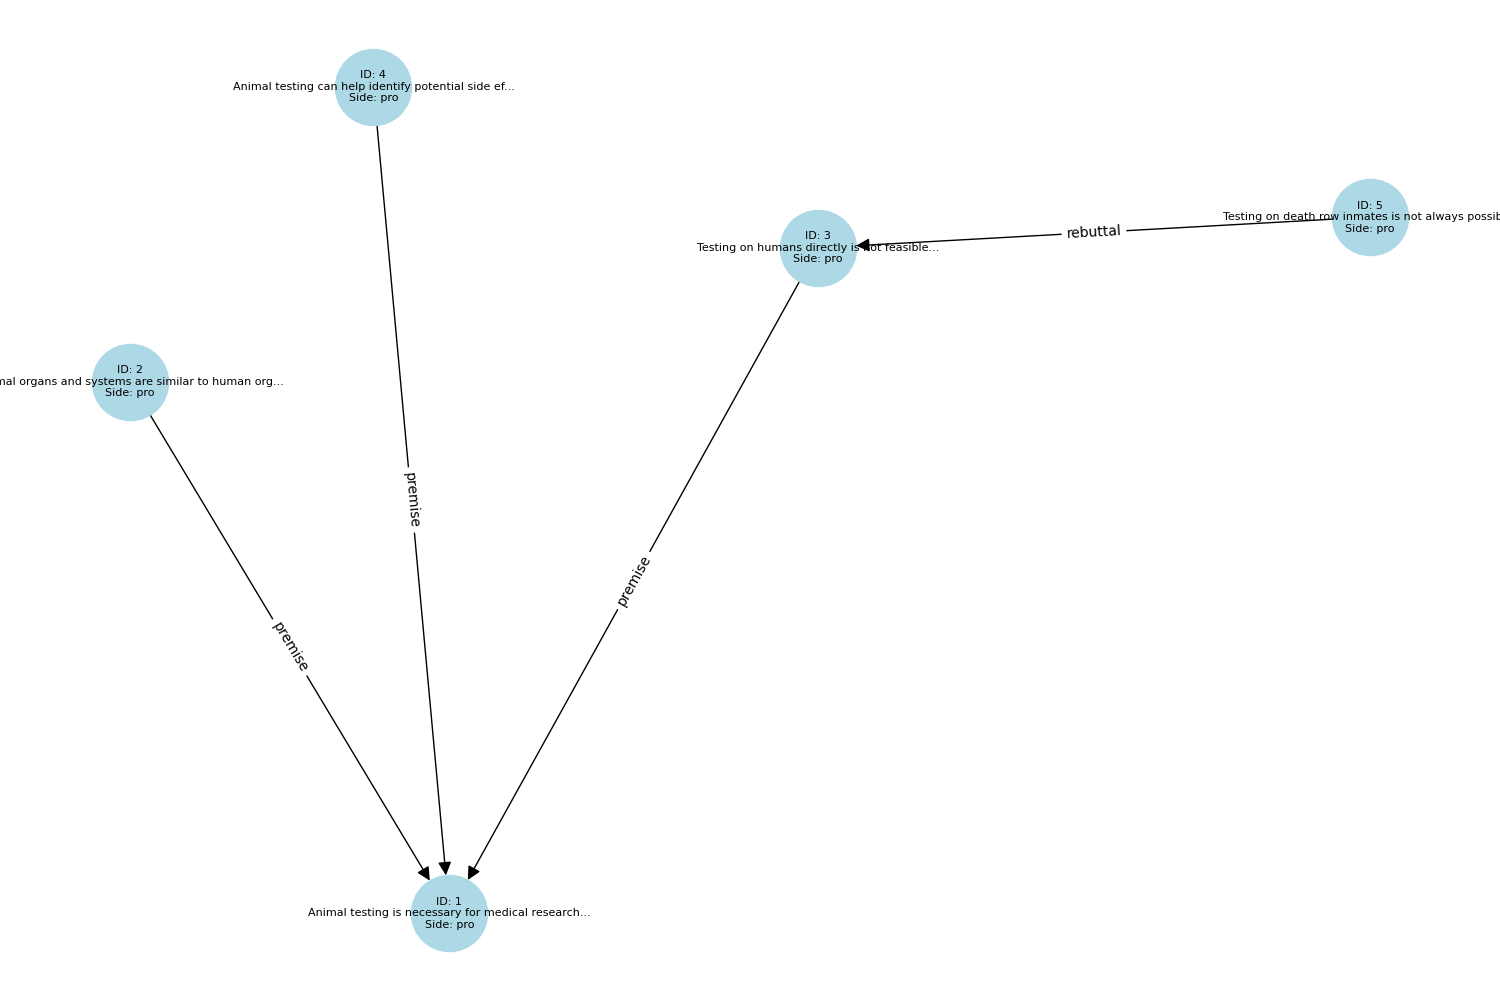 ID: 4
Animal testing can help identify potential side ef...
Side: pro
ID: 5
Testing on death row inmates is not always
Side: pro
rebuttal
ID: 3
Testing on humans directly is not feasible...
Side: pro
ID: 2
organs and systems are similar to human org...
Side: pro
premise
premise
premise
ID: 1
Animal testing is necessary for medical research...
Side: pro